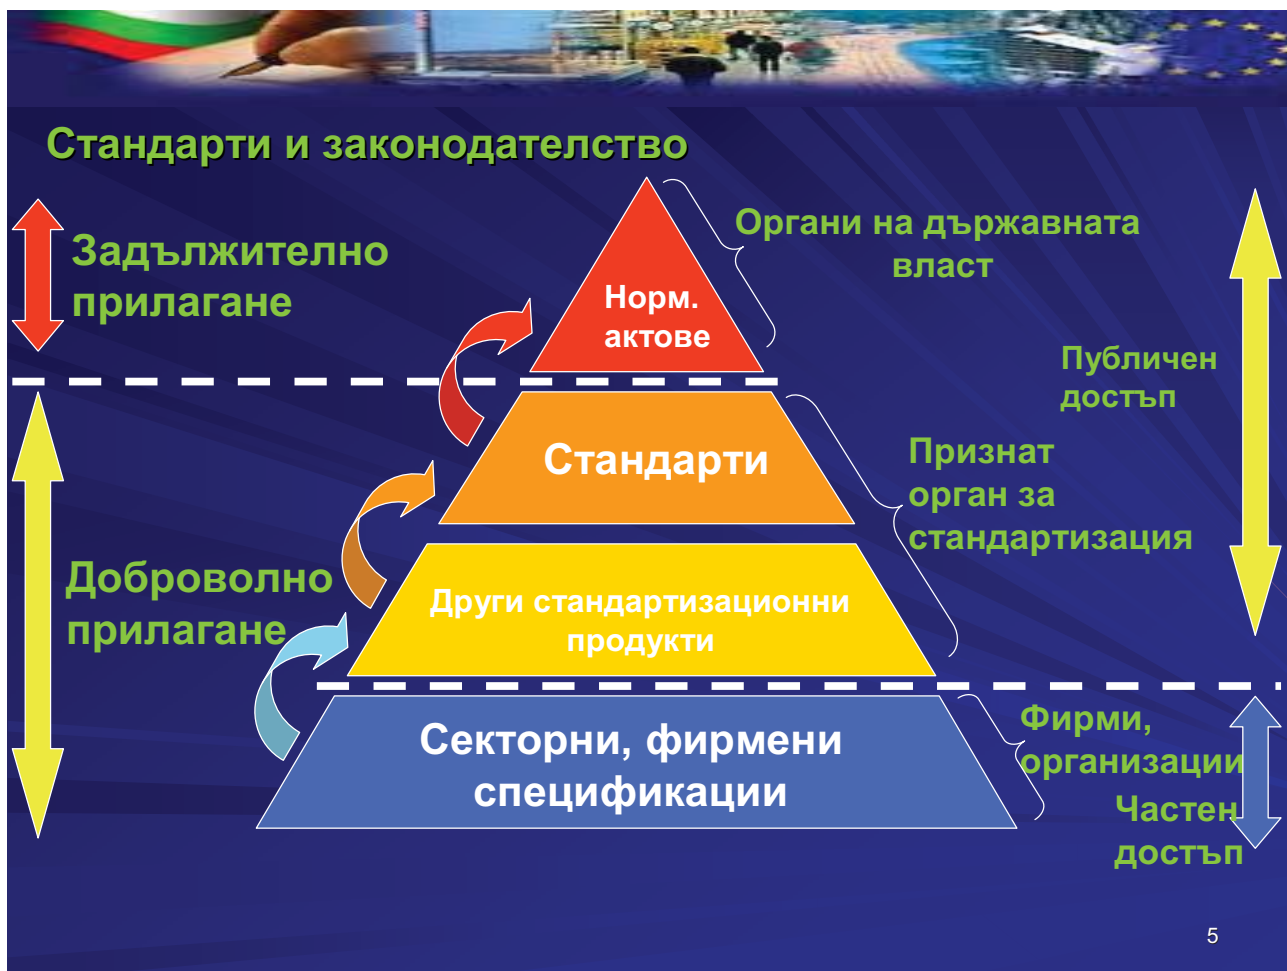 Стандарти и законодателство
Задължително
прилагане
Норм.
актове
Органи на държавната
власт
Публичен
достъп
Стандарти
Признат
орган за
стандартизация
Доброволно
прилагане
Други стандартизационни
продукти
Секторни, фирмени
спецификации
Фирми,
организации
Частен
достъп
5